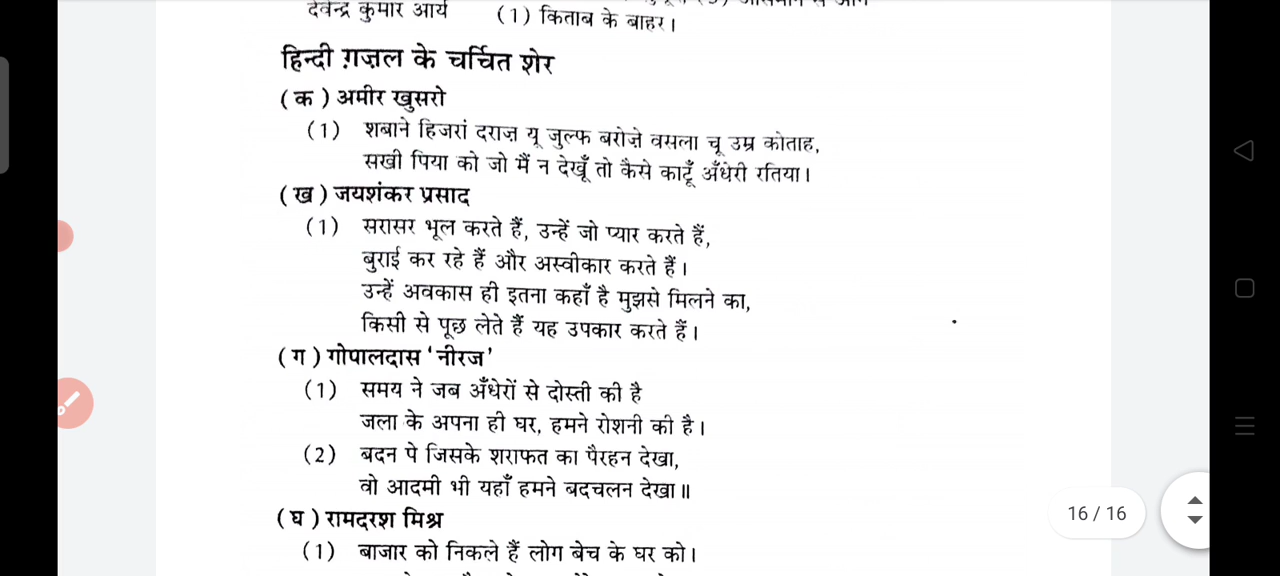 देवेन्द्र कुमार आर्य (1) किताब के बाहर।
हिन्दी ग़ज़ल के चर्चित शेर
(क) अमीर खुसरो
(1) शबाने हिजरां दराज़ यू जुल्फ बरोज़े वसला चू उम्र कोताह,
सखी पिया को जो मैं न देखूँ तो कैसे काटूँ अँधेरी रतिया।
(ख) जयशंकर प्रसाद
(1) सरासर भूल करते हैं, उन्हें जो प्यार करते हैं,
बुराई कर रहे हैं और अस्वीकार करते हैं।
उन्हें अवकास ही इतना कहाँ है मुझसे मिलने का,
किसी से पूछ लेते हैं यह उपकार करते हैं।
(ग) गोपालदास 'नीरज'
(1) समय ने जब अँधेरों से दोस्ती की है
जला के अपना ही घर, हमने रोशनी की है।
(2) बदन पे जिसके शराफत का पैरहन देखा,
वो आदमी भी यहाँ हमने बदचलन देखा॥
(घ) रामदरश मिश्र
(1) बाजार को निकले हैं लोग बेच के घर को।
16 / 16